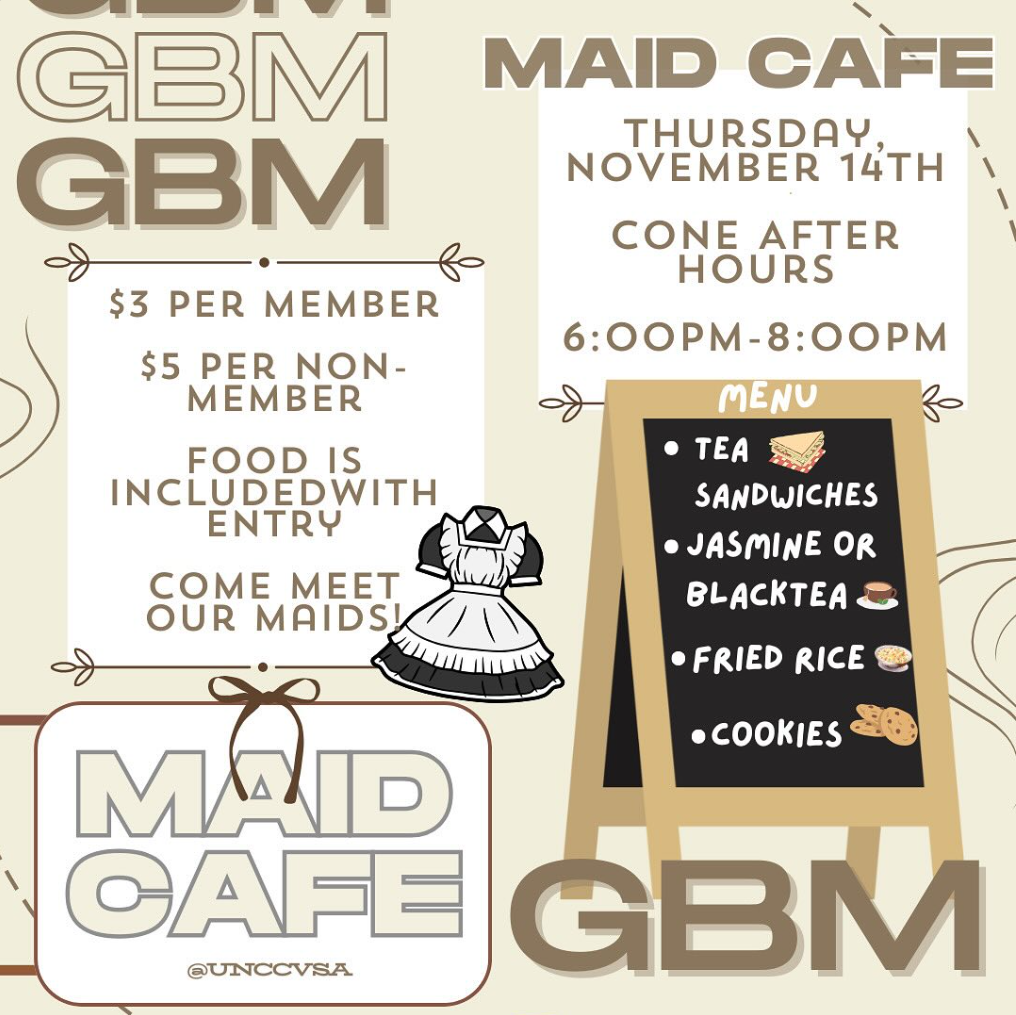 GBM
GBM
GBM
$3 PER MEMBER
$5 PER NON-
MEMBER
FOOD IS
INCLUDEDWITH
ENTRY
COME MEET
OUR MAIDS!
MAID
CAFE
@UNCCVSA
MAID CAFE
THURSDAY,
NOVEMBER 14TH
CONE AFTER
HOURS
6:00PM-8:00PM
MENU
• TEA
SANDWICHES
• JASMINE OR
BLACKTEA
• FRIED RICE
• COOKIES
GBM